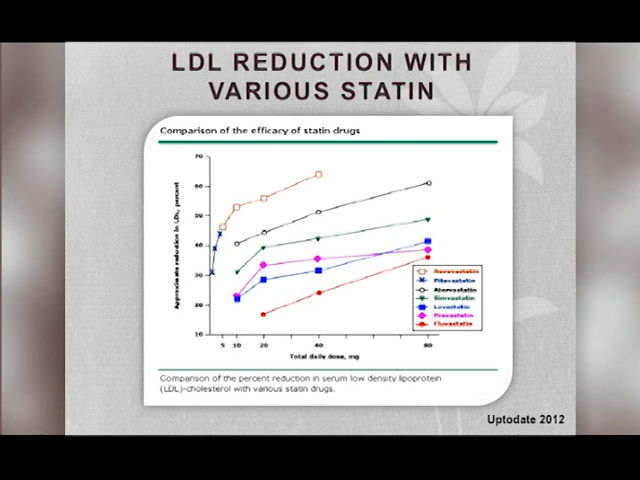 LDL REDUCTION WITH
VARIOUS STATIN
Comparison of the efficacy of statin drugs
Approximate reduction in LDL, percent
70
60
50
40
30
20
10
5 10 20 40 80
Total daily dose, mg
Rosuvastatin
Pitavastatin
Atorvastatin
Simvastatin
Lovastatin
Pravastatin
Fluvastatin
Comparison of the percent reduction in serum low density lipoprotein
(LDL)-cholesterol with various statin drugs.
Uptodate 2012